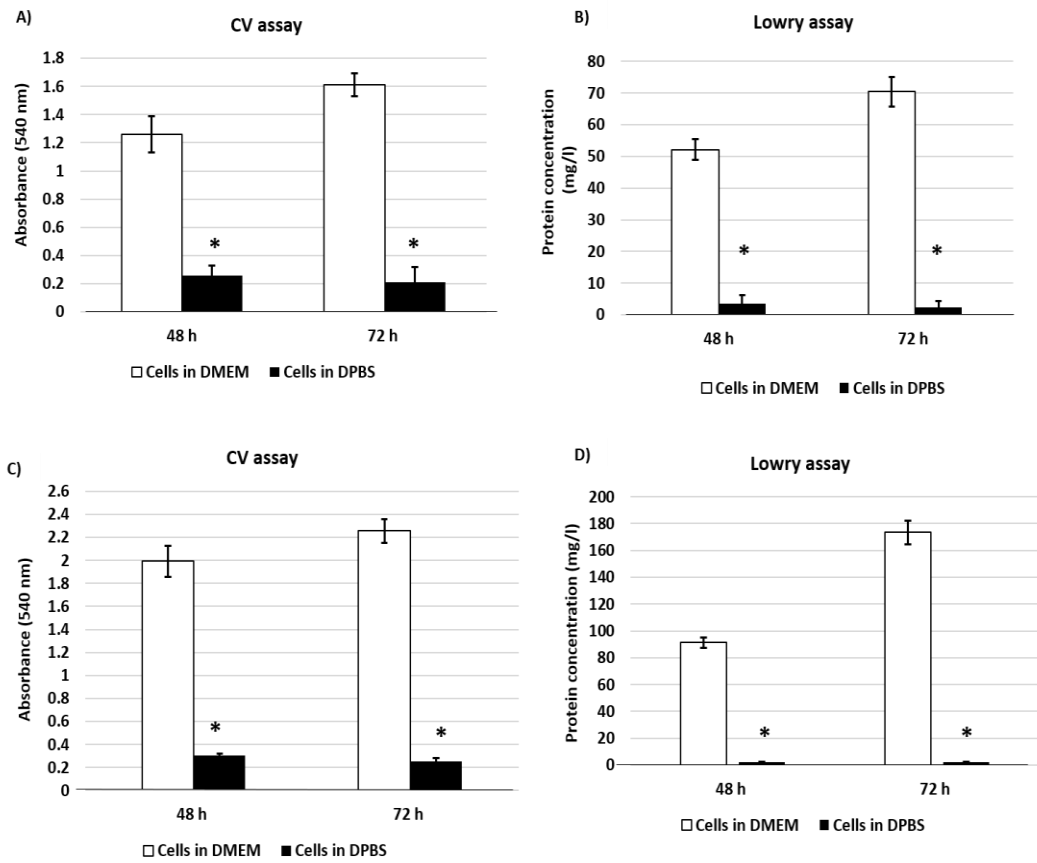 A)
CV assay
Absorbance (540 nm)
1.8
1.6
1.4
1.2
1
0.8
0.6
0.4
0.2
0
*
*
48 h
72 h
Cells in DMEM
Cells in DPBS
B)
Lowry assay
Protein concentration
(mg/l)
80
70
60
50
40
30
20
10
0
*
*
48 h
72 h
Cells in DMEM
Cells in DPBS
C)
CV assay
Absorbance (540 nm)
2.6
2.4
2.2
2
1.8
1.6
1.4
1.2
1
0.8
0.6
0.4
0.2
0
*
*
48 h
72 h
Cells in DMEM
Cells in DPBS
D)
Lowry assay
Protein concentration (mg/l)
200
180
160
140
120
100
80
60
40
20
0
*
*
48 h
72 h
Cells in DMEM
Cells in DPBS